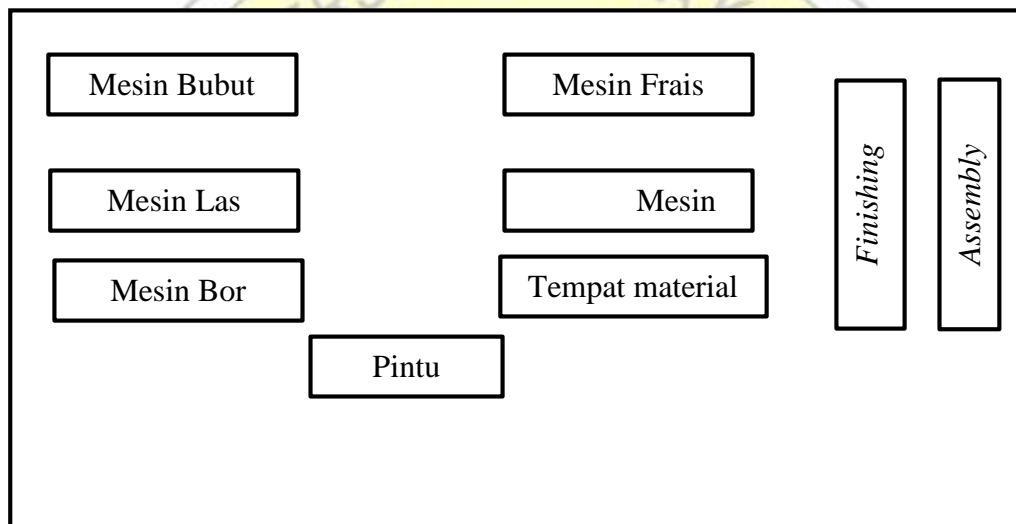 Mesin Bubut
Mesin Frais
Mesin Las
Mesin
Mesin Bor
Tempat material
Pintu
Finishing
Assembly